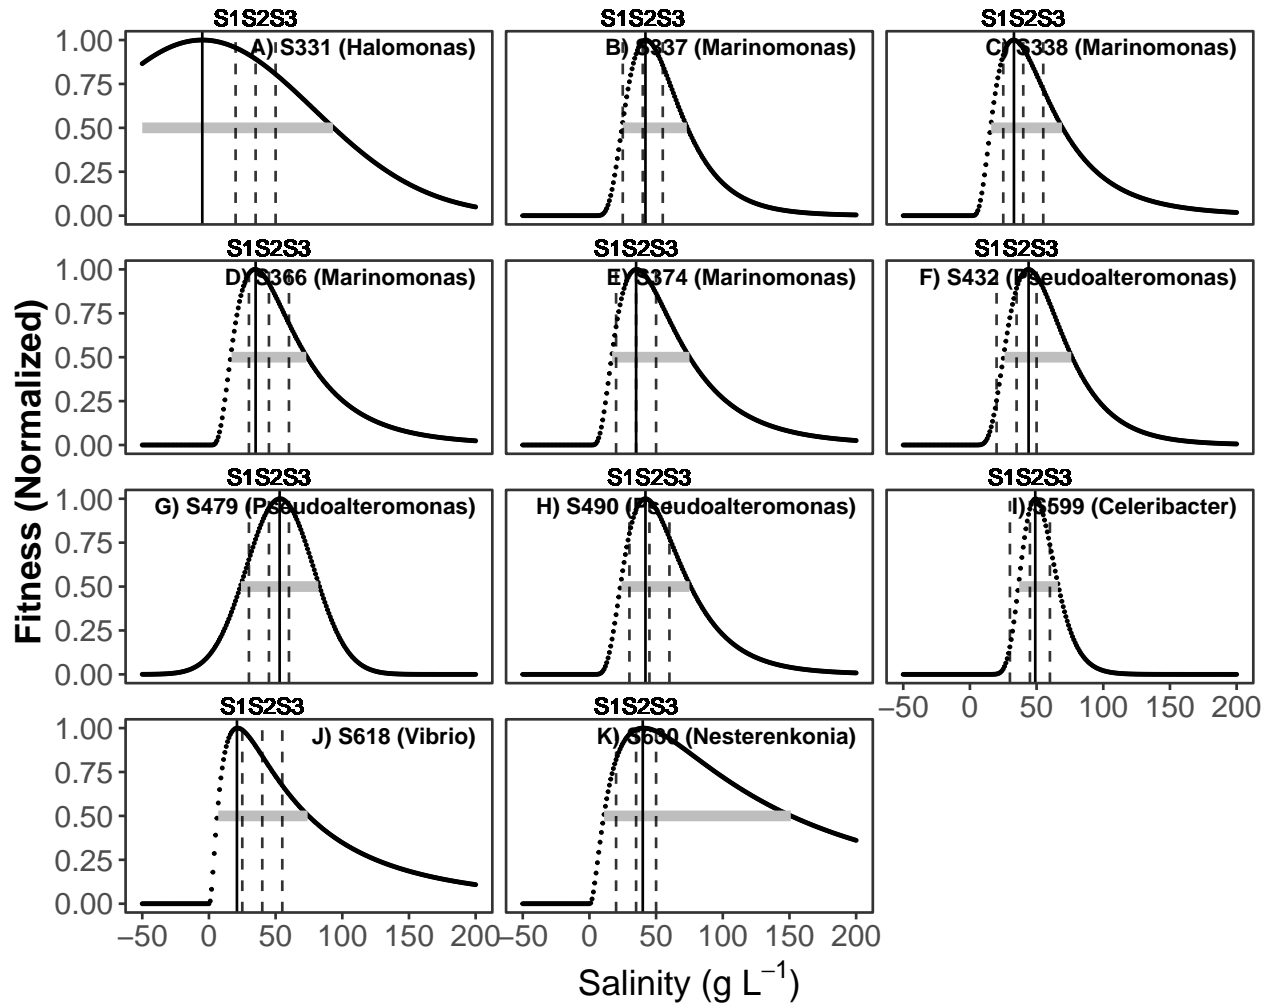 S1S2S3 S1S2S3 S1S2S3
1.00 A) S331 (Halomonas) B) S337 (Marinomonas) C) S338 (Marinomonas)
0.75
0.50
0.25
0.00
S1S2S3 S1S2S3 S1S2S3
1.00 D) S366 (Marinomonas) E) S374 (Marinomonas) F) S432 (Pseudoalteromonas)
0.75
0.50
0.25
0.00
Fitness (Normalized)
S1S2S3 S1S2S3 S1S2S3
1.00 G) S479 (Pseudoalteromonas) H) S490 (Pseudoalteromonas) I) S599 (Celeribacter)
0.75
0.50
0.25
0.00
−50 0 50 100 150 200
S1S2S3 S1S2S3
1.00 J) S618 (Vibrio) K) (Nesterenkonia)
0.75
0.50
0.25
0.00
−50 0 50 100 150 200 −50 0 50 100 150 200
Salinity (g L⁻¹)